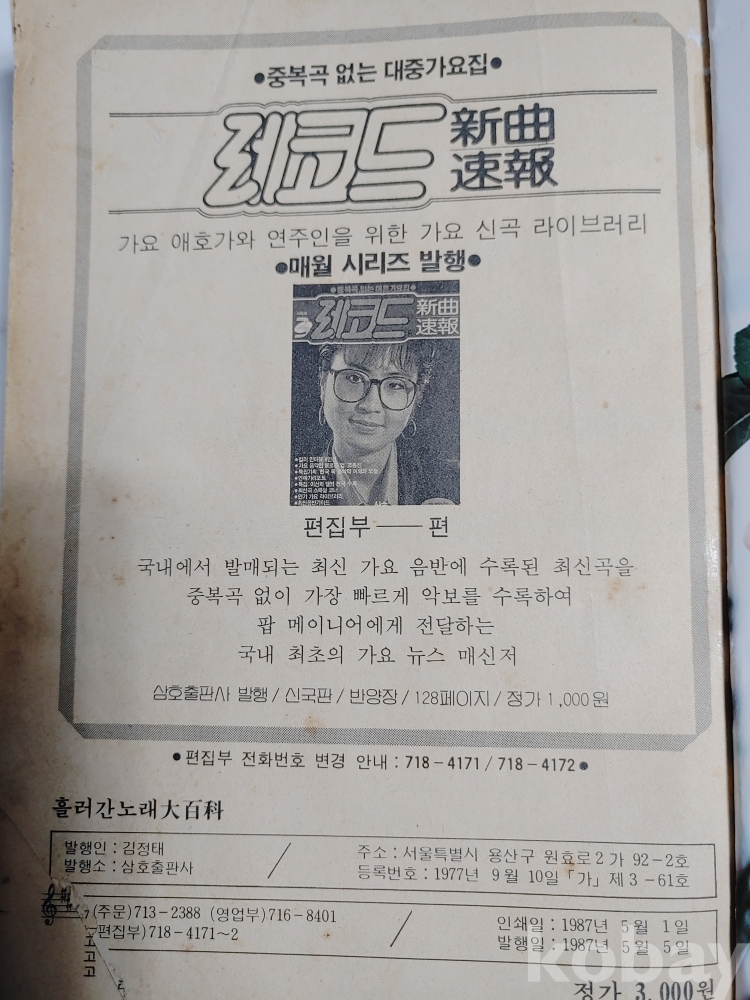 ●중복곡 없는 대중가요집●
레코드 新曲速報
가요 애호가와 연주인을 위한 가요 신곡 라이브러리
●매월 시리즈 발행●
레코드 新曲速報
편집부 ── 편
국내에서 발매되는 최신 가요 음반에 수록된 최신곡을
중복곡 없이 가장 빠르게 악보를 수록하여
팝 메이니어에게 전달하는
국내 최초의 가요 뉴스 매신저
삼호출판사 발행 / 신국판 / 반양장 / 128페이지 / 정가 1,000원
●편집부 전화번호 변경 안내 : 718-4171 / 718-4172●
흘러간노래大百科
발행인 : 김정태
발행소 : 삼호출판사
주소 : 서울특별시 용산구 원효로 2 가 92-2호
등록번호 : 1977년 9월 10일 「가」 제 3-61호
(주문) 713-2388 (영업부) 716-8401
편집부) 718-4171~2
인쇄일 : 1987년 5월 1일
발행일 : 1987년 5월 5일
정가 3,000원
kobay